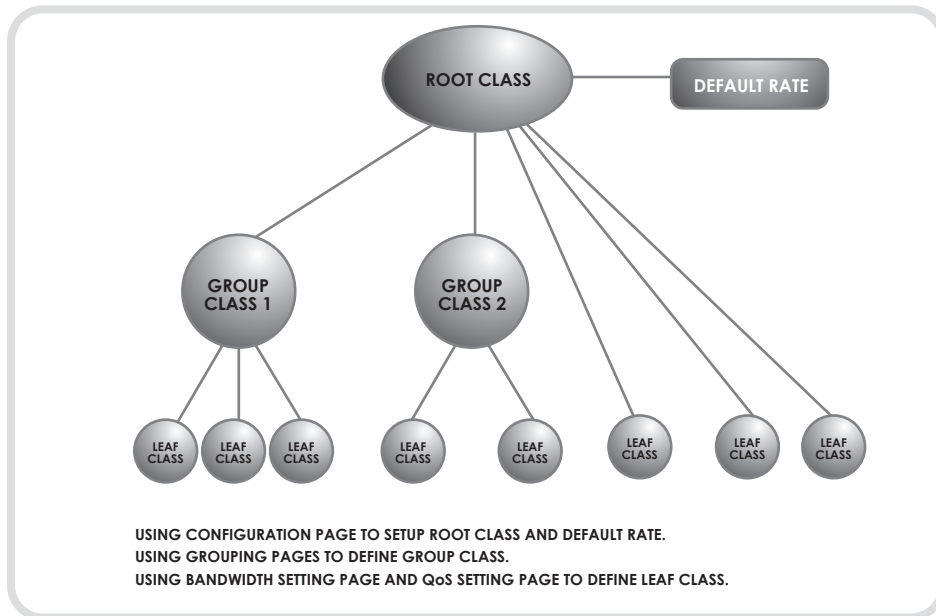 ROOT CLASS
DEFAULT RATE
GROUP
CLASS 1
GROUP
CLASS 2
LEAF
CLASS
LEAF
CLASS
LEAF
CLASS
LEAF
CLASS
LEAF
CLASS
LEAF
CLASS
LEAF
CLASS
LEAF
CLASS
USING CONFIGURATION PAGE TO SETUP ROOT CLASS AND DEFAULT RATE.
USING GROUPING PAGES TO DEFINE GROUP CLASS.
USING BANDWIDTH SETTING PAGE AND QoS SETTING PAGE TO DEFINE LEAF CLASS.